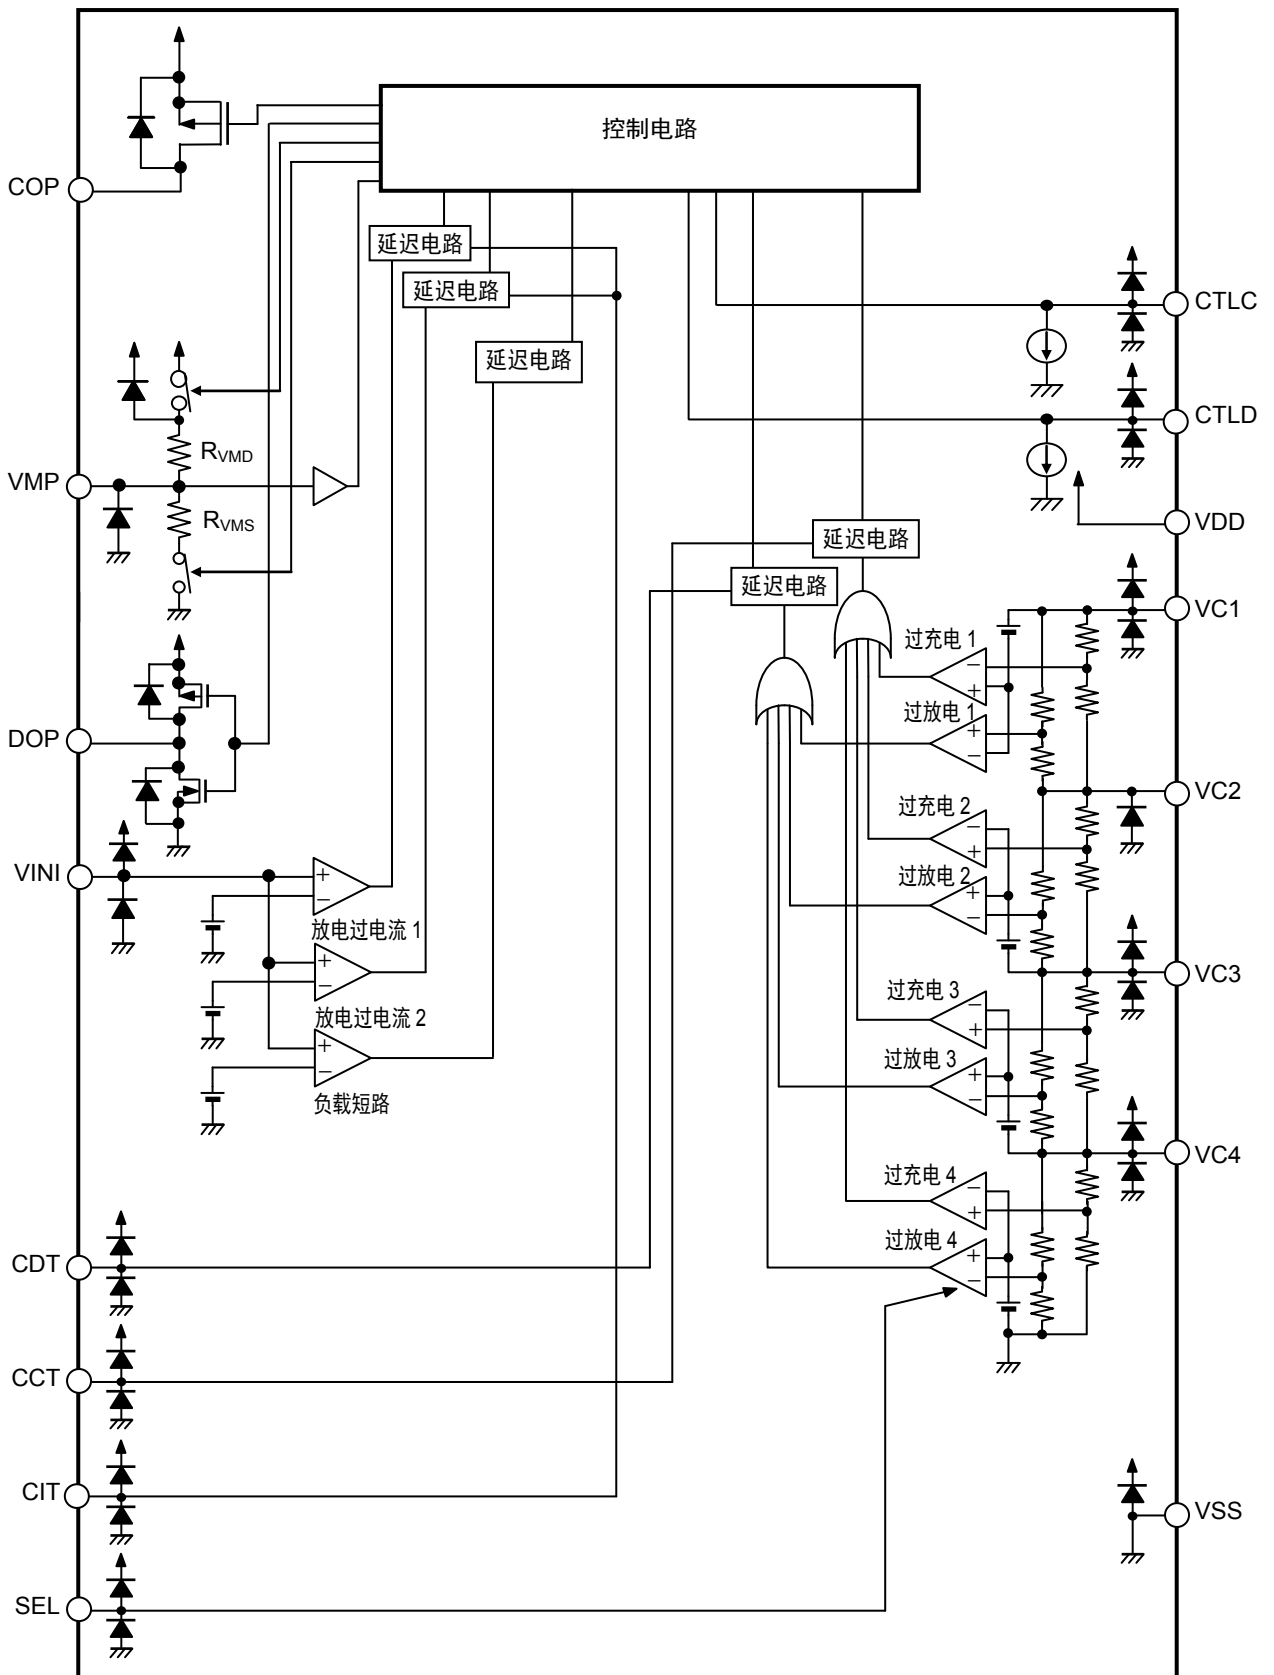 控制电路
COP
延迟电路
延迟电路
延迟电路
CTLC
CTLD
RVMD
VMP
RVMS
VDD
延迟电路
延迟电路
VC1
过充电 1
过放电 1
DOP
VC2
过充电 2
VINI
+
−
过放电 2
放电过电流 1
+
−
放电过电流 2
VC3
过充电 3
+
−
过放电 3
负载短路
VC4
过充电 4
过放电 4
−
+
+
−
−
+
+
−
−
+
+
−
−
+
+
−
CDT
CCT
CIT
VSS
SEL